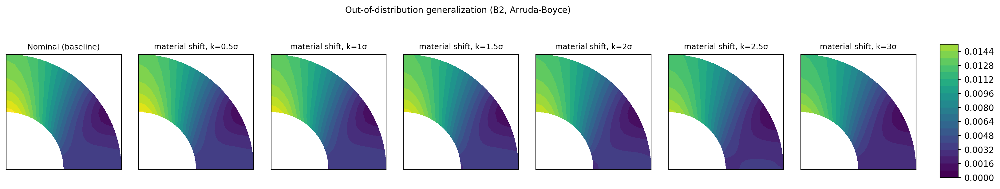 Out-of-distribution generalization (B2, Arruda-Boyce)
Nominal (baseline)
material shift, k=0.5σ
material shift, k=1σ
material shift, k=1.5σ
material shift, k=2σ
material shift, k=2.5σ
material shift, k=3σ
0.0144
0.0128
0.0112
0.0096
0.0080
0.0064
0.0048
0.0032
0.0016
0.0000